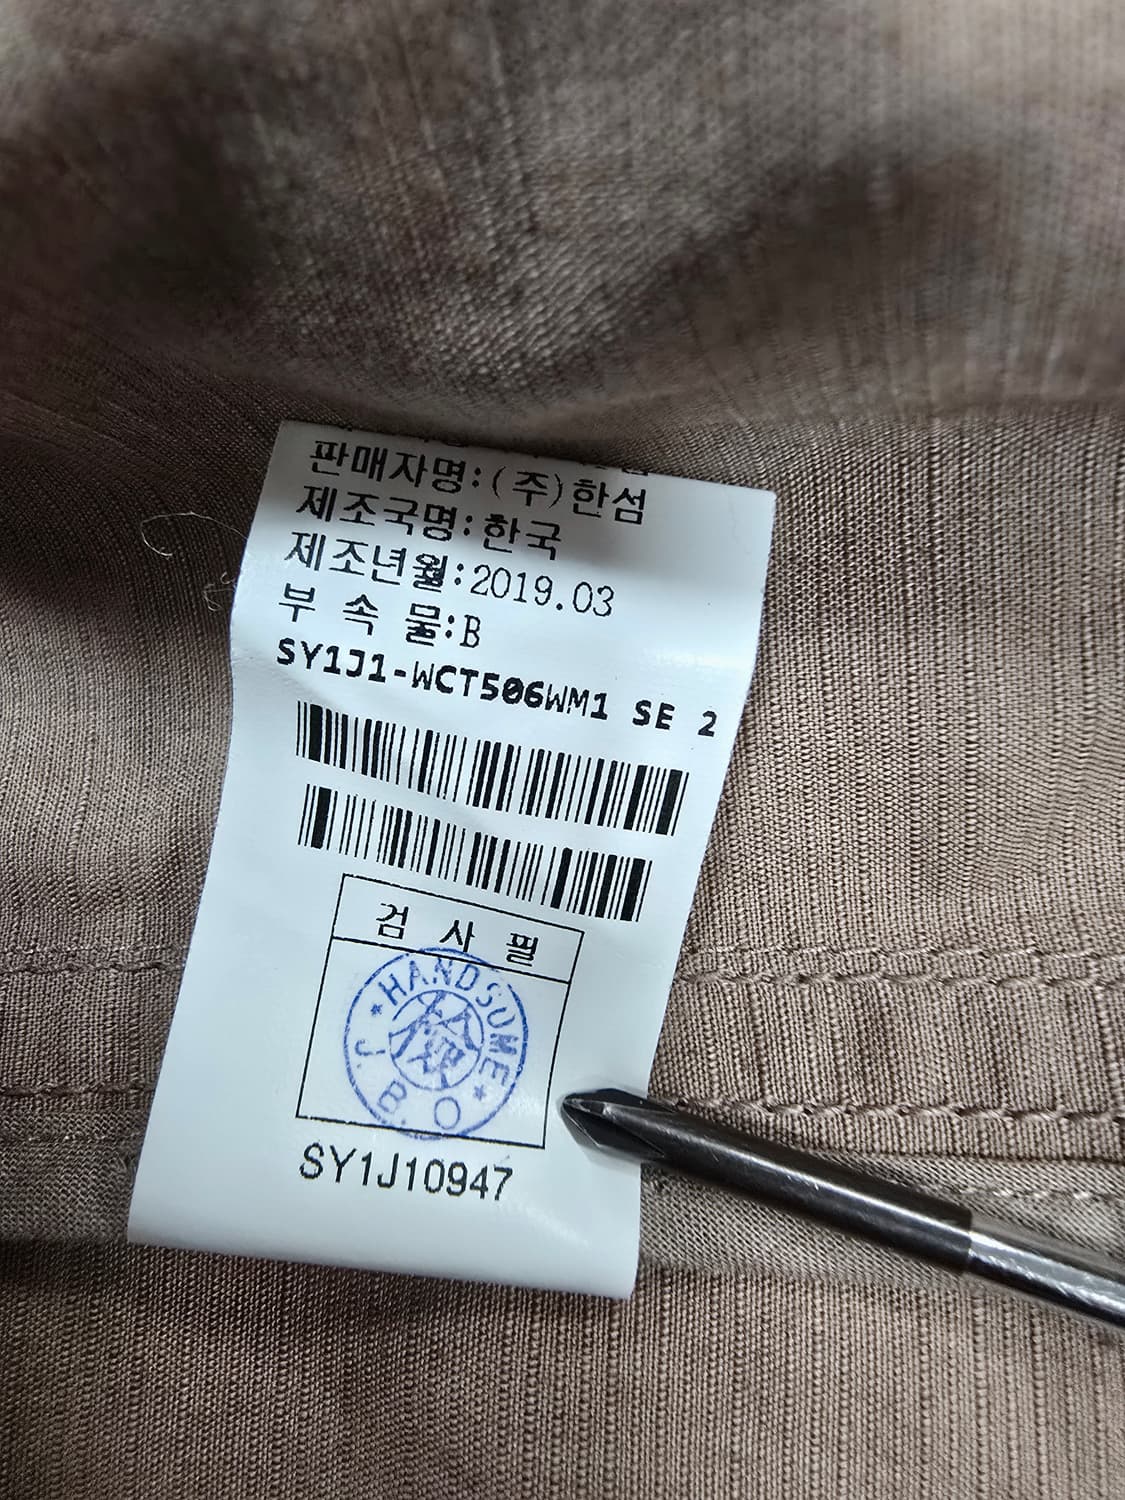 판매자명:(주)한섬
제조국명:한국
제조년월:2019.03
부 속 물:B
SY1J1-WCT506WM1 SE 2
검 사 필
HANDSOME
J.B.O
SY1J10947